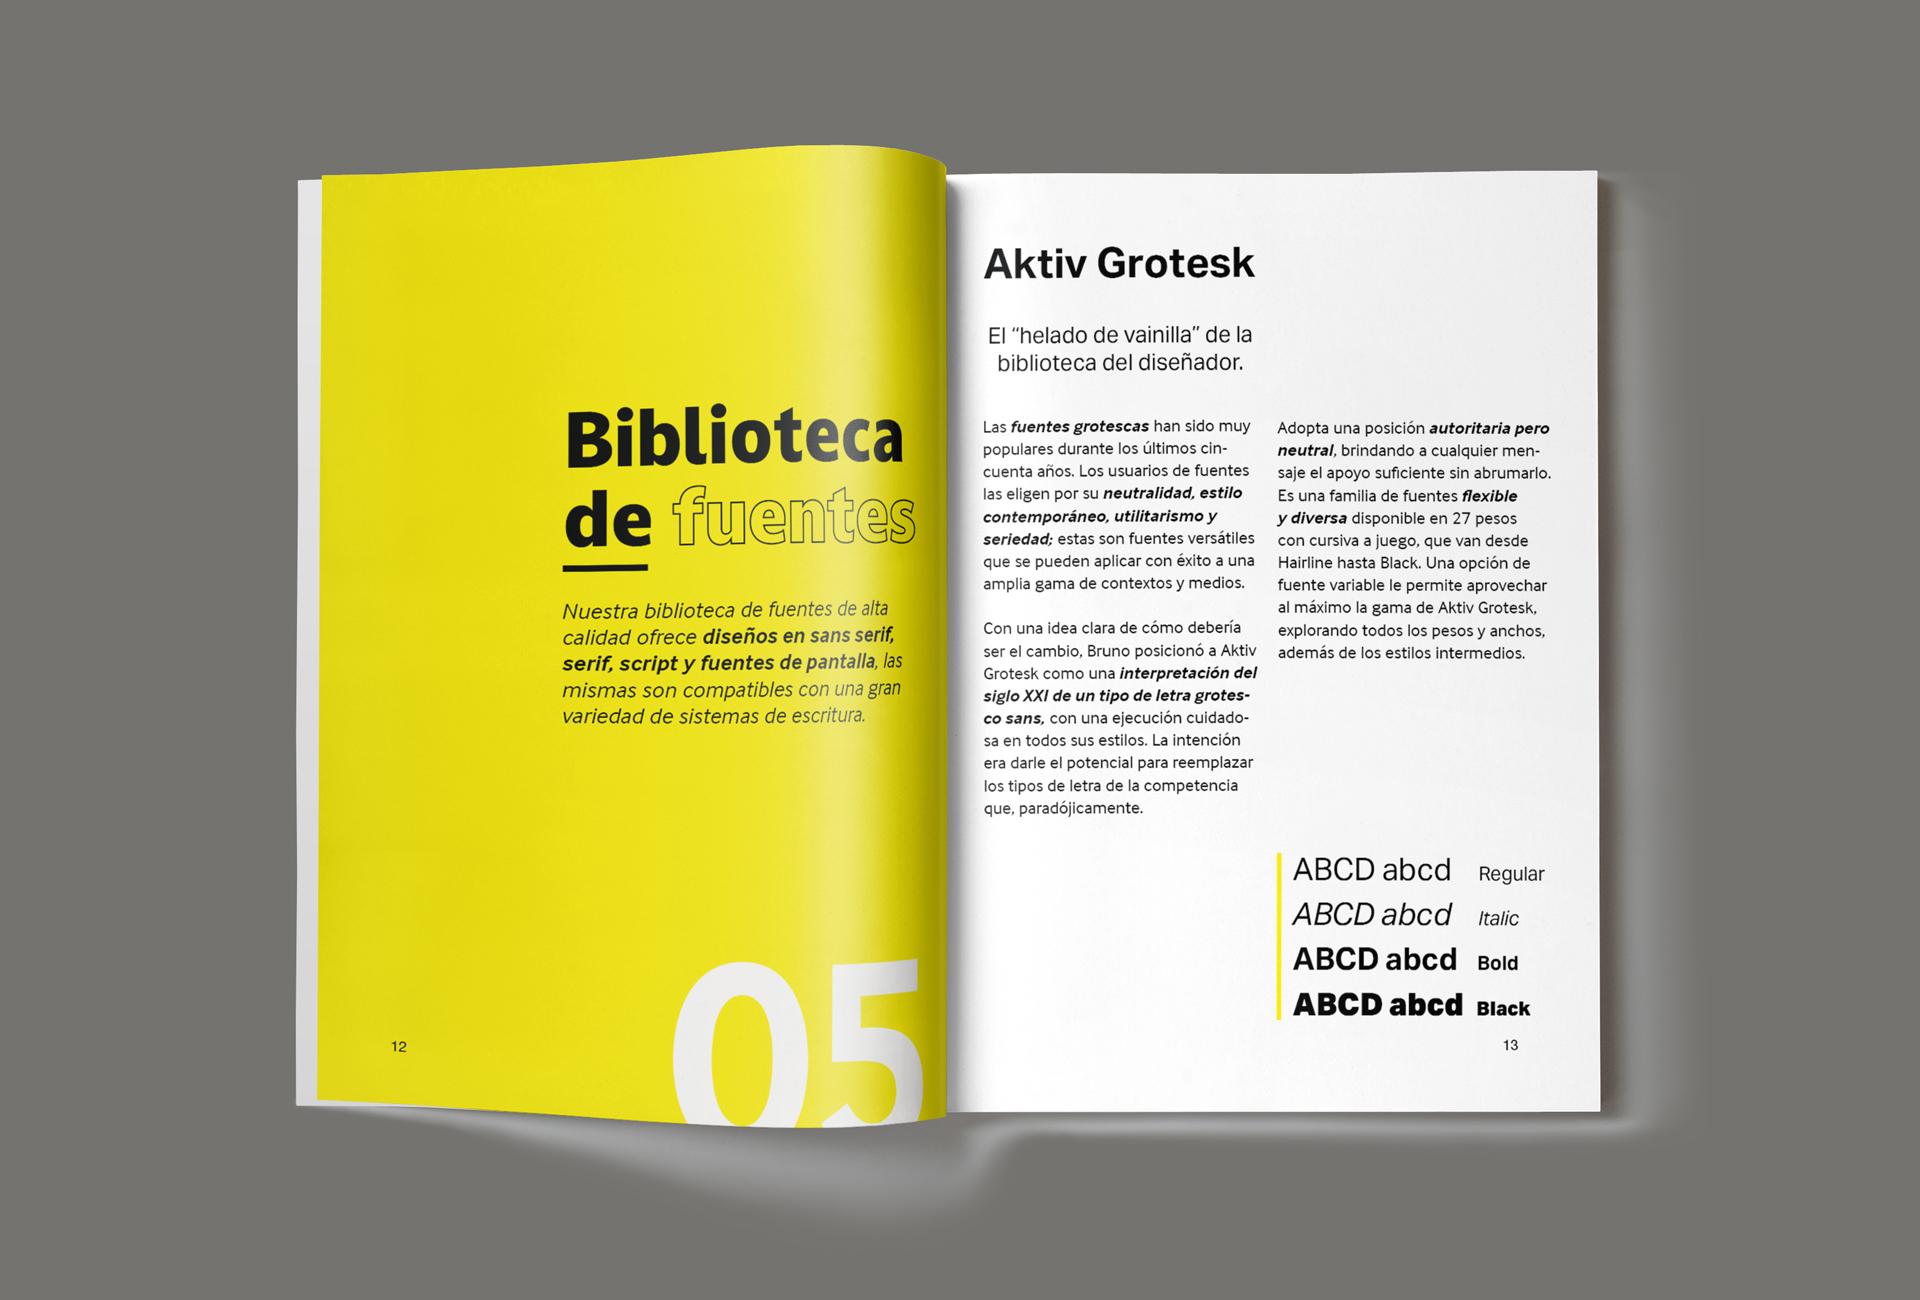 Biblioteca
de fuentes
Nuestra biblioteca de fuentes de alta
calidad ofrece diseños en sans serif,
serif, script y fuentes de pantalla, las
mismas son compatibles con una gran
variedad de sistemas de escritura.
05
12
Aktiv Grotesk
El “helado de vainilla” de la
biblioteca del diseñador.
Las fuentes grotescas han sido muy
populares durante los últimos cin-
cuenta años. Los usuarios de fuentes
las eligen por su neutralidad, estilo
contemporáneo, utilitarismo y
seriedad; estas son fuentes versátiles
que se pueden aplicar con éxito a una
amplia gama de contextos y medios.
Con una idea clara de cómo debería
ser el cambio, Bruno posicionó a Aktiv
Grotesk como una interpretación del
siglo XXI de un tipo de letra grotes-
co sans, con una ejecución cuidado-
sa en todos sus estilos. La intención
era darle el potencial para reemplazar
los tipos de letra de la competencia
que, paradójicamente.
Adopta una posición autoritaria pero
neutral, brindando a cualquier men-
saje el apoyo suficiente sin abrumarlo.
Es una familia de fuentes flexible
y diversa disponible en 27 pesos
con cursiva a juego, que van desde
Hairline hasta Black. Una opción de
fuente variable le permite aprovechar
al máximo la gama de Aktiv Grotesk,
explorando todos los pesos y anchos,
además de los estilos intermedios.
ABCD abcd Regular
ABCD abcd Italic
ABCD abcd Bold
ABCD abcd Black
13